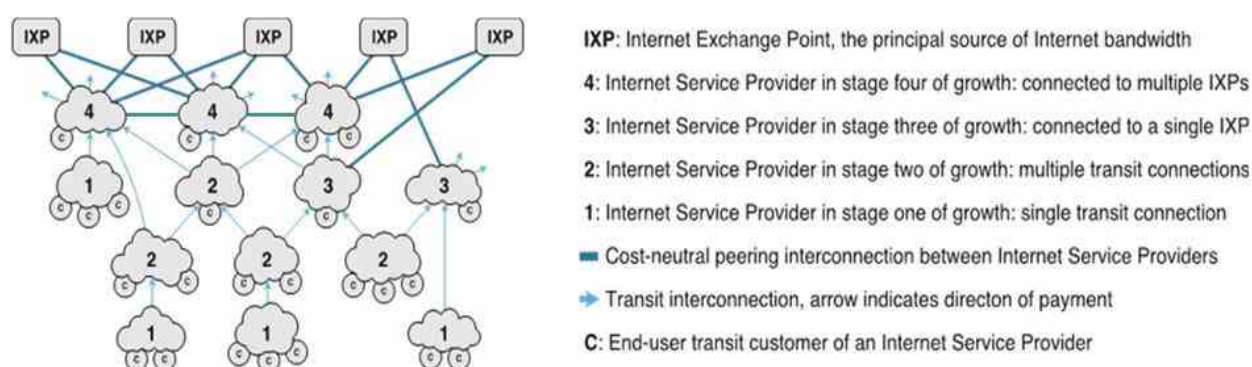 IXP IXP IXP IXP IXP
4 4 4
C C C C C
1 2 3 3
C C C C C C
2 2 2
C C C C C C C
1 1 1
C C C C C C C
IXP: Internet Exchange Point, the principal source of Internet bandwidth
4: Internet Service Provider in stage four of growth: connected to multiple IXPs
3: Internet Service Provider in stage three of growth: connected to a single IXP
2: Internet Service Provider in stage two of growth: multiple transit connections
1: Internet Service Provider in stage one of growth: single transit connection
Cost-neutral peering interconnection between Internet Service Providers
Transit interconnection, arrow indicates directon of payment
C: End-user transit customer of an Internet Service Provider